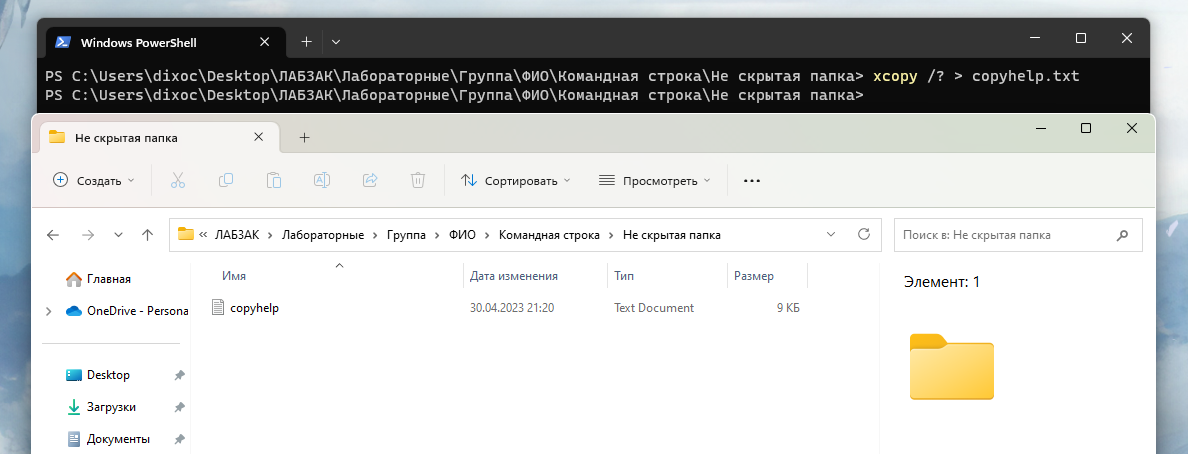 Windows PowerShell
PS C:\Users\dixoc\Desktop\ЛАБЗАК\Лабораторные\Группа\ФИО\Командная строка\Не скрытая папка> xcopy /? > copyhelp.txt
PS C:\Users\dixoc\Desktop\ЛАБЗАК\Лабораторные\Группа\ФИО\Командная строка\Не скрытая папка>
Не скрытая папка
Создать
Сортировать
Просмотреть
« ЛАБЗАК > Лабораторные > Группа > ФИО > Командная строка > Не скрытая папка
Поиск в: Не скрытая папка
Имя Дата изменения Тип Размер
copyhelp 30.04.2023 21:20 Text Document 9 КБ
Главная
OneDrive - Persona
Desktop
Загрузки
Документы
Элемент: 1